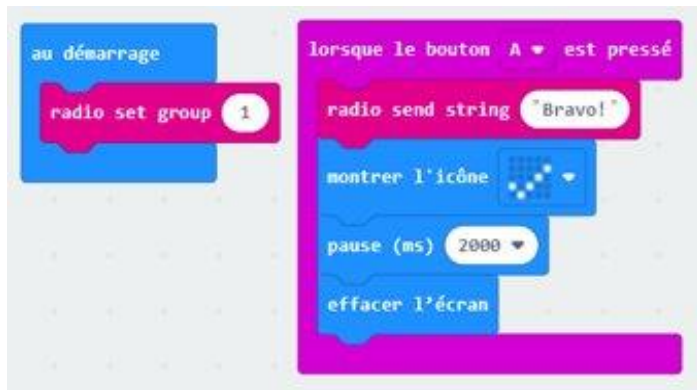 au démarrage
radio set group 1
lorsque le bouton A est pressé
radio send string "Bravo!"
montrer l'icône
pause (ms) 2000
effacer l'écran